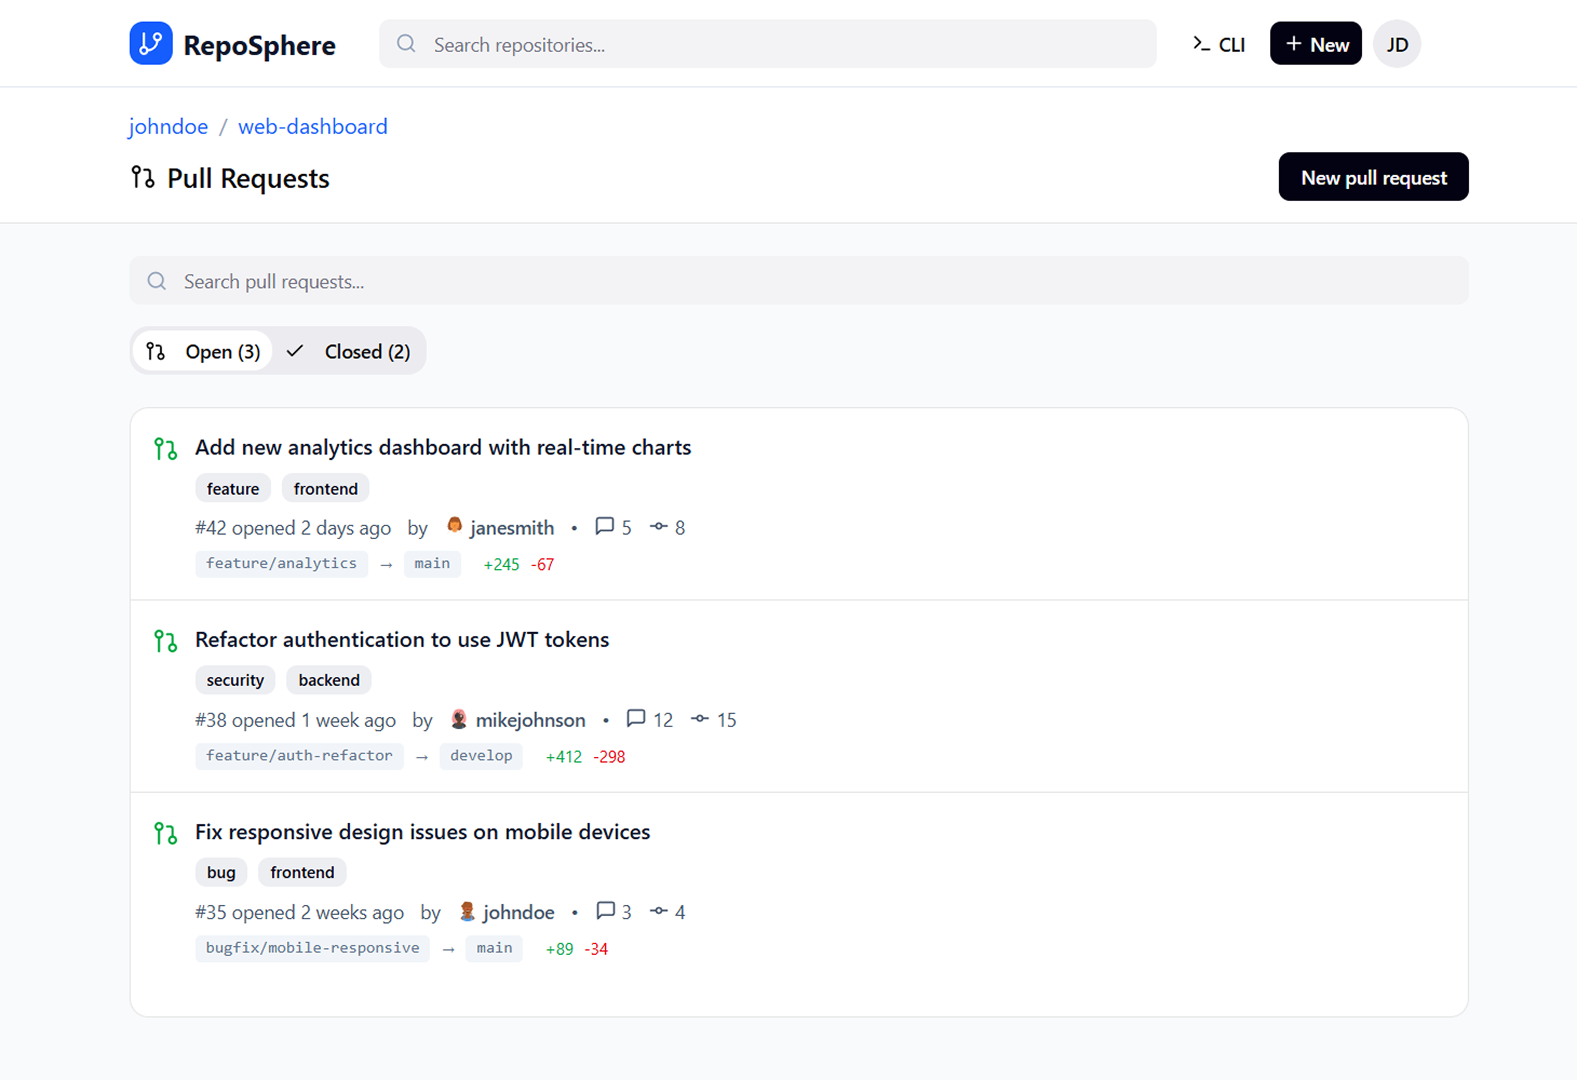 RepoSphere
Search repositories...
>_ CLI
+ New
JD
johndoe / web-dashboard
Pull Requests
New pull request
Search pull requests...
Open (3)
Closed (2)
Add new analytics dashboard with real-time charts
feature frontend
#42 opened 2 days ago by janesmith • 5 8
feature/analytics → main +245 -67
Refactor authentication to use JWT tokens
security backend
#38 opened 1 week ago by mikejohnson • 12 15
feature/auth-refactor → develop +412 -298
Fix responsive design issues on mobile devices
bug frontend
#35 opened 2 weeks ago by johndoe • 3 4
bugfix/mobile-responsive → main +89 -34